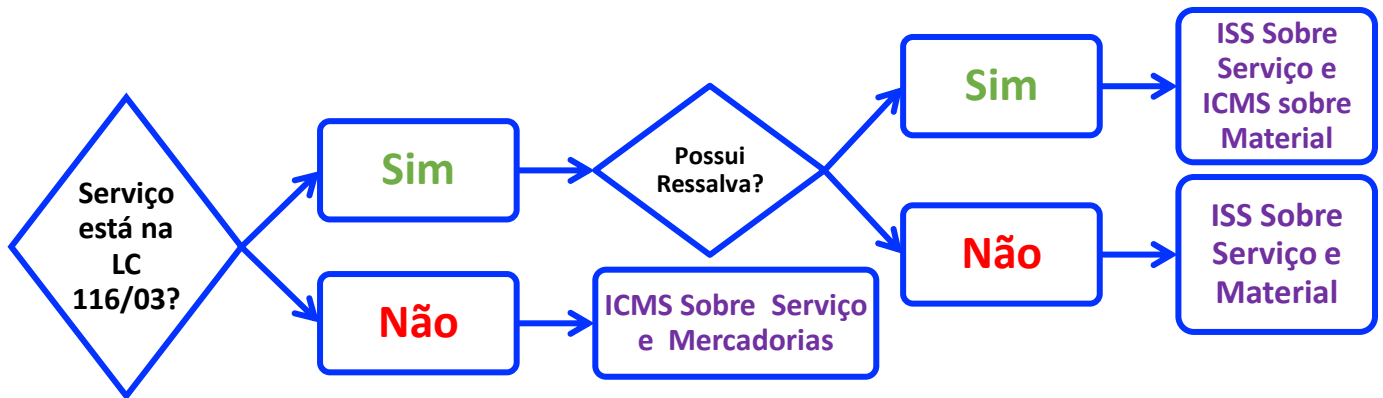 Serviço
está na
LC
116/03?
Sim
Não
Possui
Ressalva?
ICMS Sobre Serviço
e Mercadorias
Sim
Não
ISS Sobre
Serviço e
ICMS sobre
Material
ISS Sobre
Serviço e
Material